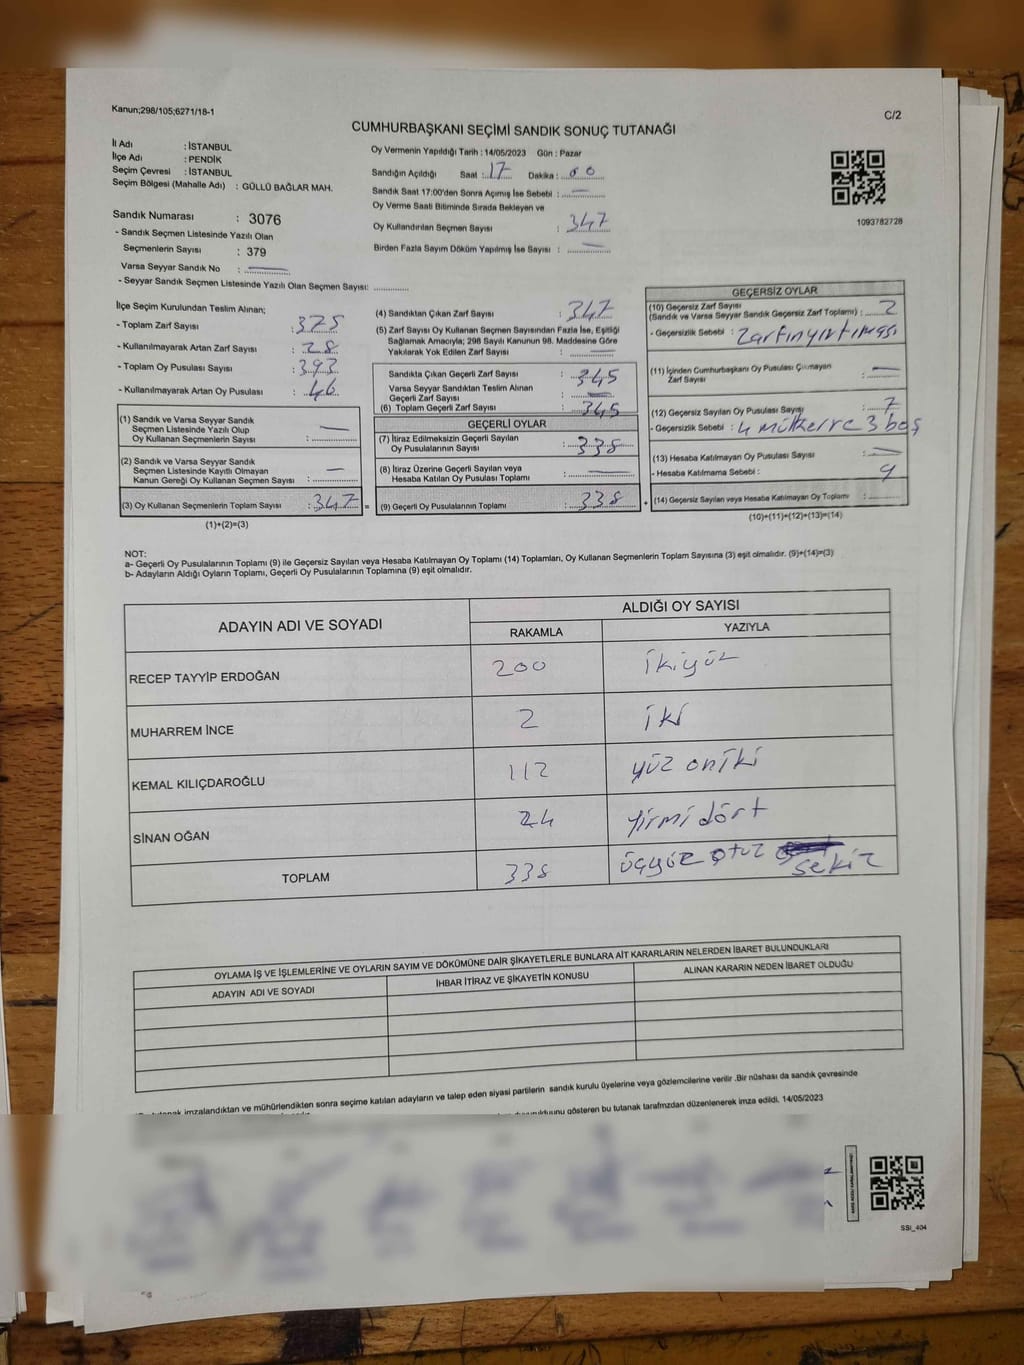 Kanun;298/105;6271/18-1
C/2
CUMHURBAŞKANI SEÇİMİ SANDIK SONUÇ TUTANAĞI
İl Adı : İSTANBUL
İlçe Adı : PENDİK
Seçim Çevresi : İSTANBUL
Seçim Bölgesi (Mahalle Adı) : GÜLLÜ BAĞLAR MAH.
Sandık Numarası : 3076
- Sandık Seçmen Listesinde Yazılı Olan
Seçmenlerin Sayısı : 379
Varsa Seyyar Sandık No : —
- Seyyar Sandık Seçmen Listesinde Yazılı Olan Seçmen Sayısı:
Oy Vermenin Yapıldığı Tarih : 14/05/2023 Gün : Pazar
Sandığın Açıldığı Saat : 17 Dakika : 00
Sandık Saat 17:00'den Sonra Açımış İse Sebebi : —
Oy Verme Saati Bitiminde Sırada Bekleyen ve
Oy Kullandırılan Seçmen Sayısı : 347
Birden Fazla Sayım Döküm Yapılmış İse Sayısı : —
1093782728
İlçe Seçim Kurulundan Teslim Alınan;
- Toplam Zarf Sayısı : 375
- Kullanılmayarak Artan Zarf Sayısı : 28
- Toplam Oy Pusulası Sayısı : 393
- Kullanılmayarak Artan Oy Pusulası : 46
(1) Sandık ve Varsa Seyyar Sandık
Seçmen Listesinde Yazılı Olup
Oy Kullanan Seçmenlerin Sayısı : —
(2) Sandık ve Varsa Seyyar Sandık
Seçmen Listesinde Kayıtlı Olmayan
Kanun Gereği Oy Kullanan Seçmen Sayısı : —
(3) Oy Kullanan Seçmenlerin Toplam Sayısı : 347 =
(1)+(2)=(3)
(4) Sandıktan Çıkan Zarf Sayısı : 347
(5) Zarf Sayısı Oy Kullanan Seçmen Sayısından Fazla İse, Eşitliği
Sağlamak Amacıyla; 298 Sayılı Kanunun 98. Maddesine Göre
Yakılarak Yok Edilen Zarf Sayısı : —
Sandıkta Çıkan Geçerli Zarf Sayısı : 345
Varsa Seyyar Sandıktan Teslim Alınan
Geçerli Zarf Sayısı : —
(6) Toplam Geçerli Zarf Sayısı : 345
GEÇERLİ OYLAR
(7) İtiraz Edilmeksizin Geçerli Sayılan
Oy Pusulalarının Sayısı : 338
(8) İtiraz Üzerine Geçerli Sayılan veya
Hesaba Katılan Oy Pusulası Toplamı : —
(9) Geçerli Oy Pusulalarının Toplamı : 338 +
GEÇERSİZ OYLAR
(10) Geçersiz Zarf Sayısı
(Sandık ve Varsa Seyyar Sandık Geçersiz Zarf Toplamı) : 2
- Geçersizlik Sebebi : Zarfın yırtıması
(11) İçinden Cumhurbaşkanı Oy Pusulası Çıkmayan
Zarf Sayısı : —
(12) Geçersiz Sayılan Oy Pusulası Sayısı : 7
- Geçersizlik Sebebi : 4 mütkerre 3 boş
(13) Hesaba Katılmayan Oy Pusulası Sayısı : —
- Hesaba Katılmama Sebebi :
9
(14) Geçersiz Sayılan veya Hesaba Katılmayan Oy Toplamı :
(10)+(11)+(12)+(13)=(14)
NOT:
a- Geçerli Oy Pusulalarının Toplamı (9) ile Geçersiz Sayılan veya Hesaba Katılmayan Oy Toplamı (14) Toplamları, Oy Kullanan Seçmenlerin Toplam Sayısına (3) eşit olmalıdır. (9)+(14)=(3)
b- Adayların Aldığı Oyların Toplamı, Geçerli Oy Pusulalarının Toplamına (9) eşit olmalıdır.
ADAYIN ADI VE SOYADI
ALDIĞI OY SAYISI
RAKAMLA YAZIYLA
RECEP TAYYİP ERDOĞAN 200 ikiyüz
MUHARREM İNCE 2 iki
KEMAL KILIÇDAROĞLU 112 yüz oniki
SİNAN OĞAN 24 yirmi dört
TOPLAM 338 üçyüz otuz sekiz
OYLAMA İŞ VE İŞLEMLERİNE VE OYLARIN SAYIM VE DÖKÜMÜNE DAİR ŞİKAYETLERLE BUNLARA AİT KARARLARIN NELERDEN İBARET BULUNDUKLARI
ADAYIN ADI VE SOYADI İHBAR İTİRAZ VE ŞİKAYETİN KONUSU ALINAN KARARIN NEDEN İBARET OLDUĞU
tutanak imzalandıktan ve mühürlendikten sonra seçime katılan adayların ve talep eden siyasi partilerin sandık kurulu üyelerine veya gözlemcilerine verilir .Bir nüshası da sandık çevresinde
gösteren bu tutanak tarafımızdan düzenlenerek imza edildi. 14/05/2023
SSI_404